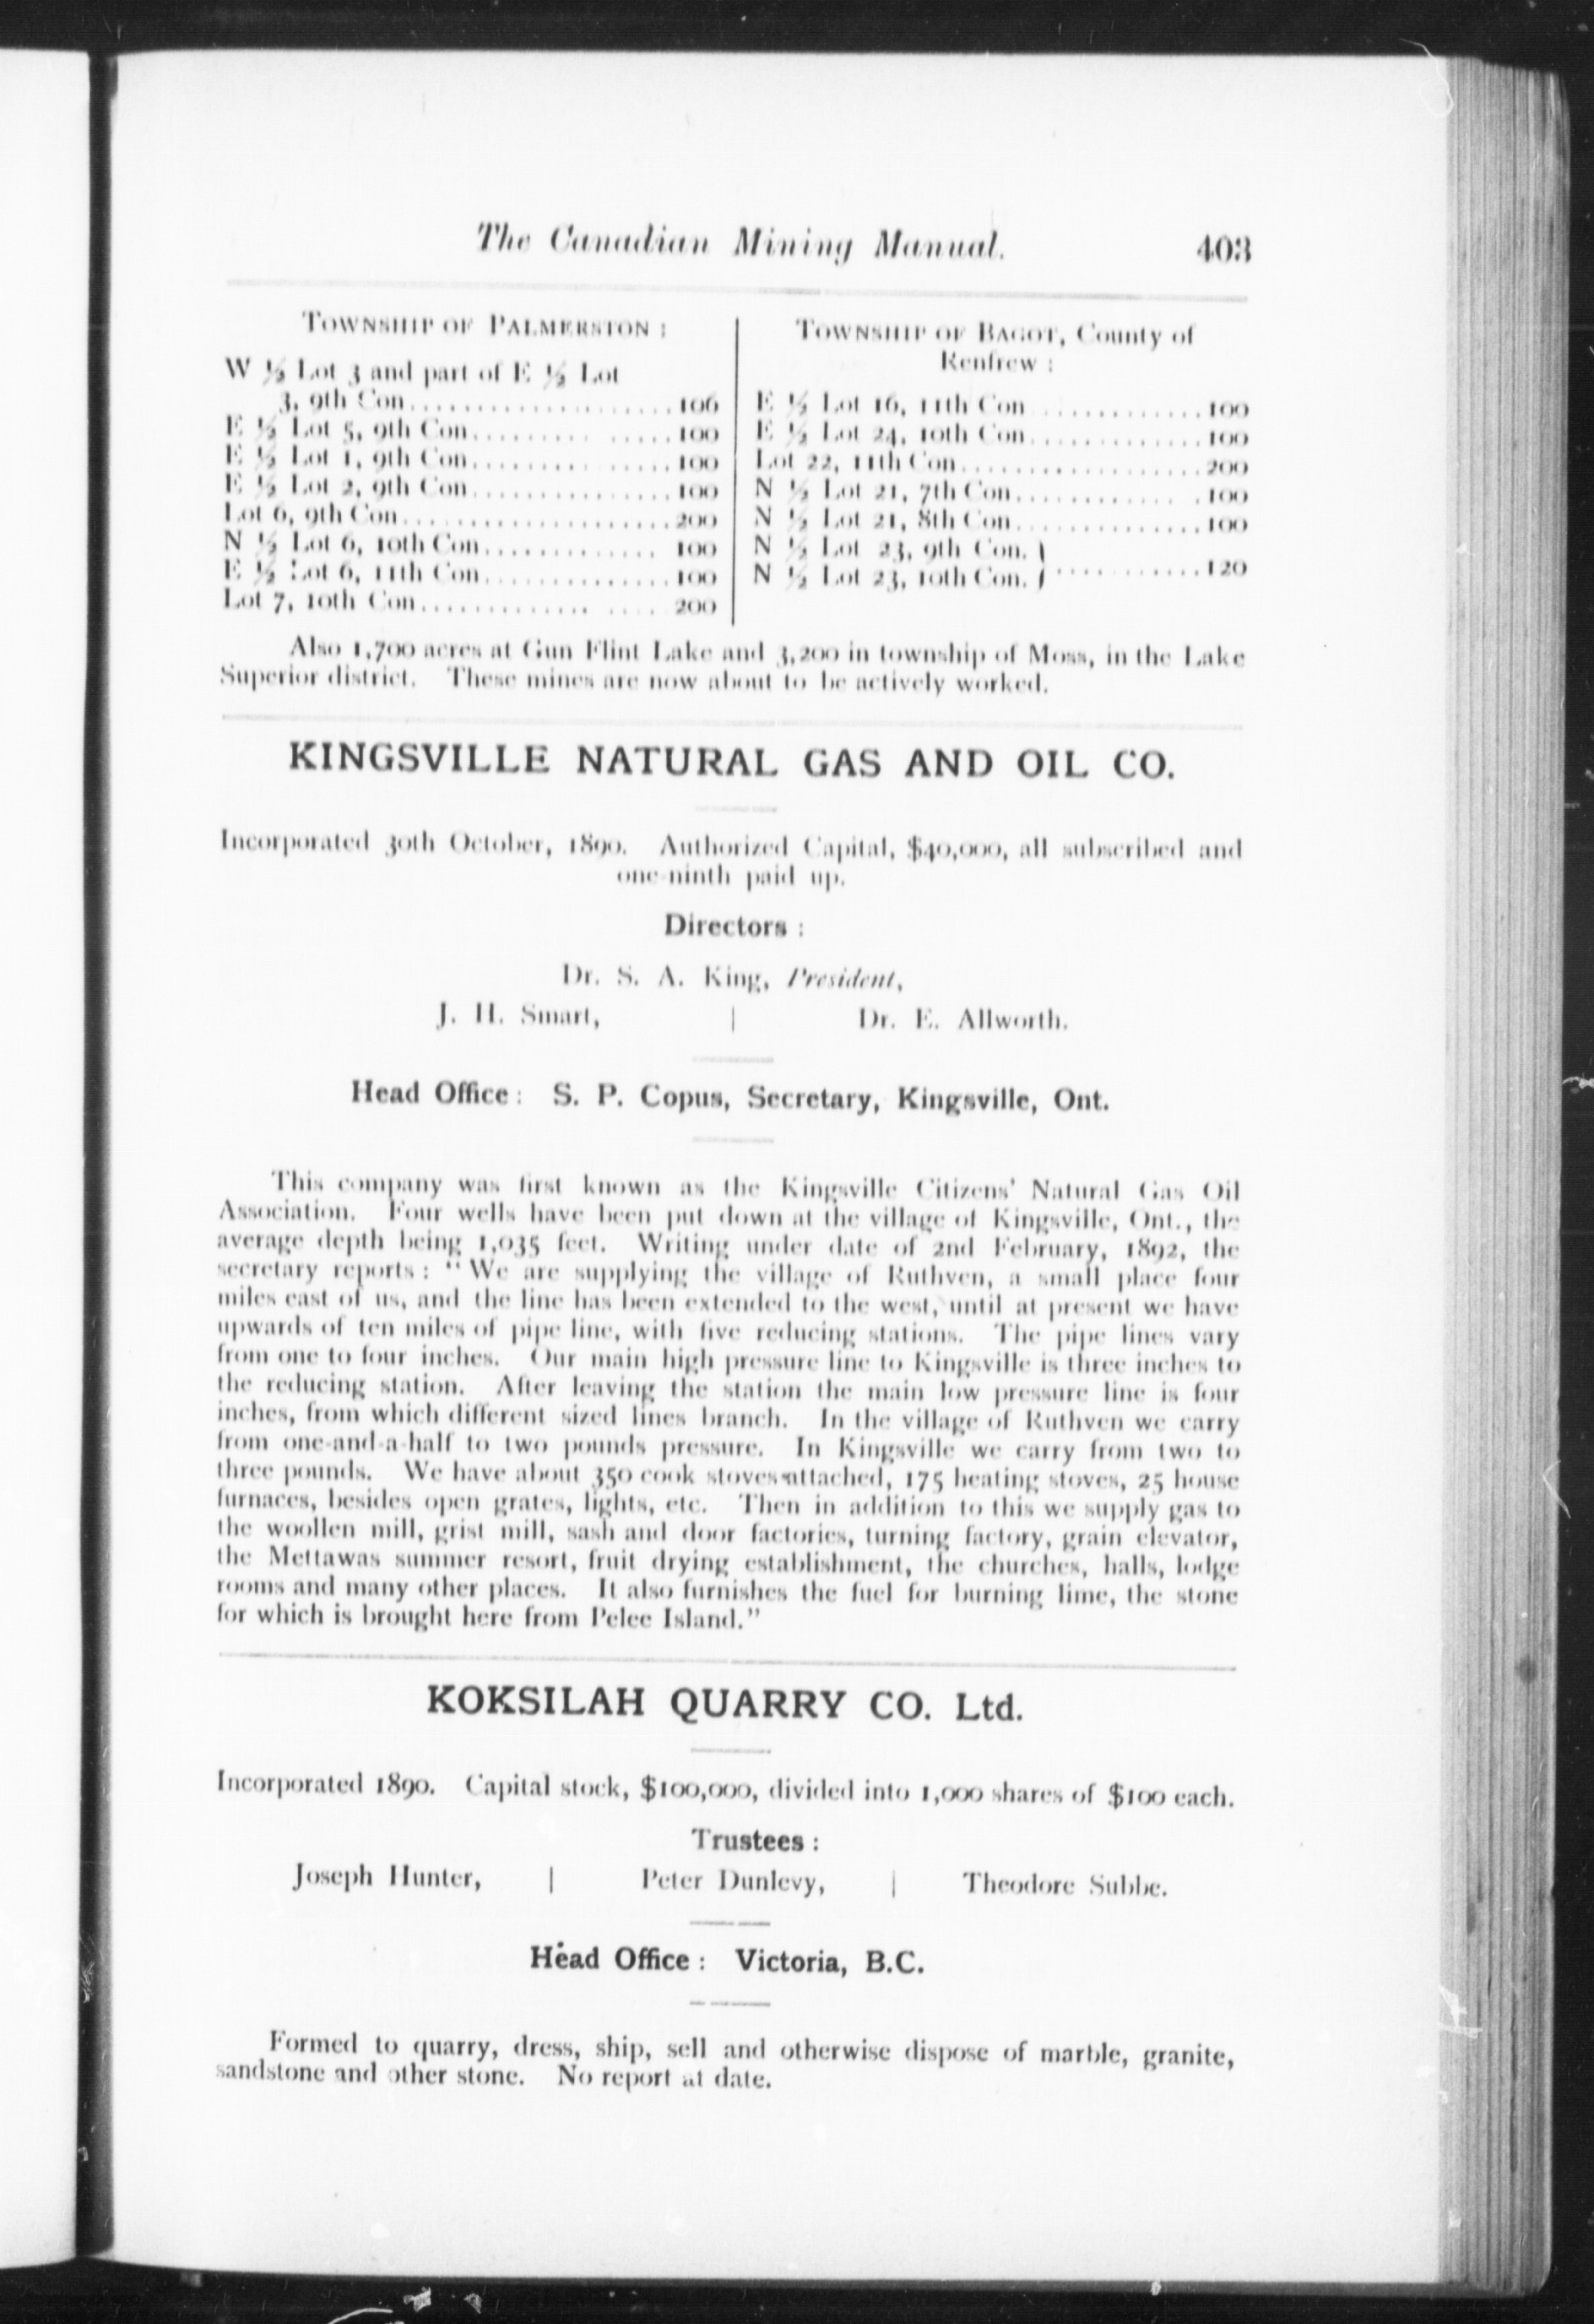 The Canadian Mining Manual. 403
TOWNSHIP OF PALMERSTON :
W ½ Lot 3 and part of E ½ Lot
3, 9th Con....................106
E ½ Lot 5, 9th Con...............100
E ½ Lot 1, 9th Con...............100
E ½ Lot 2, 9th Con...............100
Lot 6, 9th Con....................200
N ½ Lot 6, 10th Con............. 100
E ½ Lot 6, 11th Con..............100
Lot 7, 10th Con............. .... 200
TOWNSHIP OF BAGOT, County of
Renfrew :
E ½ Lot 16, 11th Con.............100
E ½ Lot 24, 10th Con.............100
Lot 22, 11th Con..................200
N ½ Lot 21, 7th Con............ .100
N ½ Lot 21, 8th Con..............100
N ½ Lot 23, 9th Con. }
N ½ Lot 23, 10th Con. } ...........120
Also 1,700 acres at Gun Flint Lake and 3,200 in township of Moss, in the Lake
Superior district. These mines are now about to be actively worked.
KINGSVILLE NATURAL GAS AND OIL CO.
Incorporated 30th October, 1890. Authorized Capital, $40,000, all subscribed and
one-ninth paid up.
Directors :
Dr. S. A. King, President,
J. H. Smart, | Dr. E. Allworth.
Head Office : S. P. Copus, Secretary, Kingsville, Ont.
This company was first known as the Kingsville Citizens' Natural Gas Oil
Association. Four wells have been put down at the village of Kingsville, Ont., the
average depth being 1,035 feet. Writing under date of 2nd February, 1892, the
secretary reports : "We are supplying the village of Ruthven, a small place four
miles east of us, and the line has been extended to the west, until at present we have
upwards of ten miles of pipe line, with five reducing stations. The pipe lines vary
from one to four inches. Our main high pressure line to Kingsville is three inches to
the reducing station. After leaving the station the main low pressure line is four
inches, from which different sized lines branch. In the village of Ruthven we carry
from one-and-a-half to two pounds pressure. In Kingsville we carry from two to
three pounds. We have about 350 cook stoves attached, 175 heating stoves, 25 house
furnaces, besides open grates, lights, etc. Then in addition to this we supply gas to
the woollen mill, grist mill, sash and door factories, turning factory, grain elevator,
the Mettawas summer resort, fruit drying establishment, the churches, halls, lodge
rooms and many other places. It also furnishes the fuel for burning lime, the stone
for which is brought here from Pelee Island."
KOKSILAH QUARRY CO. Ltd.
Incorporated 1890. Capital stock, $100,000, divided into 1,000 shares of $100 each.
Trustees :
Joseph Hunter, | Peter Dunlevy, | Theodore Subbe.
Head Office : Victoria, B.C.
Formed to quarry, dress, ship, sell and otherwise dispose of marble, granite,
sandstone and other stone. No report at date.